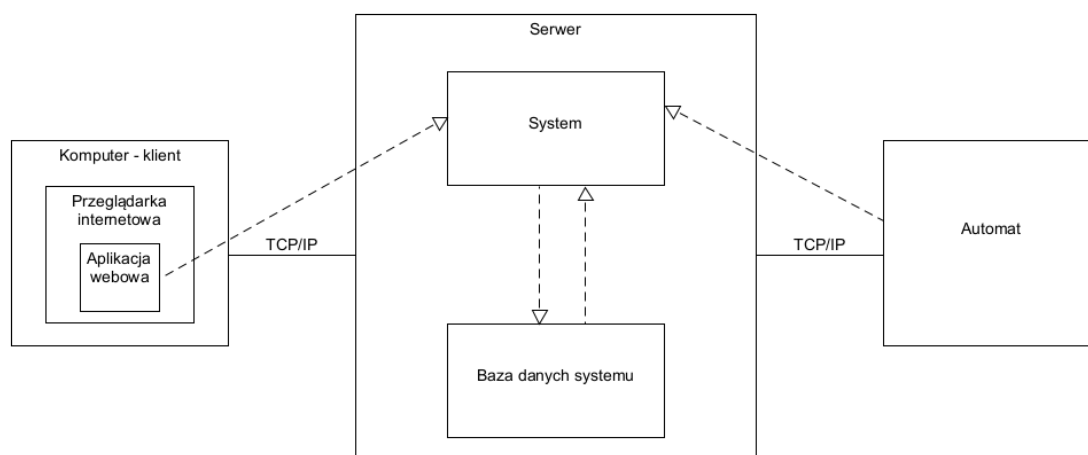 Serwer
System
Komputer - klient
Przeglądarka
internetowa
Aplikacja
webowa
TCP/IP
TCP/IP
Automat
Baza danych systemu